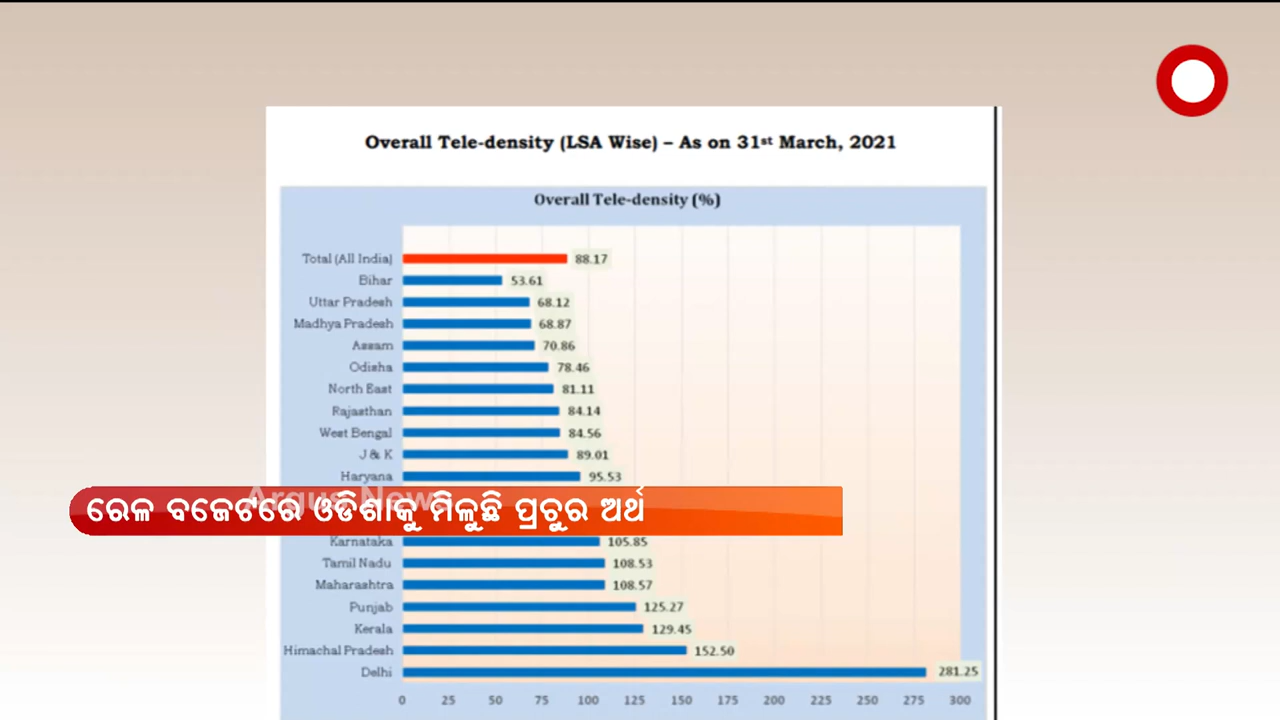 Overall Tele-density (LSA Wise) – As on 31st March, 2021
Overall Tele-density (%)
Total (All India) 88.17
Bihar 53.61
Uttar Pradesh 68.12
Madhya Pradesh 68.87
Assam 70.86
Odisha 78.46
North East 81.11
Rajasthan 84.14
West Bengal 84.56
J & K 89.01
Haryana 95.53
Argus News
ରେଳ ବଜେଟରେ ଓଡିଶାକୁ ମିଳୁଛି ପ୍ରଚୁର ଅର୍ଥ
Karnataka 105.85
Tamil Nadu 108.53
Maharashtra 108.57
Punjab 125.27
Kerala 129.45
Himachal Pradesh 152.50
Delhi 281.25
0 25 50 75 100 125 150 175 200 225 250 275 300